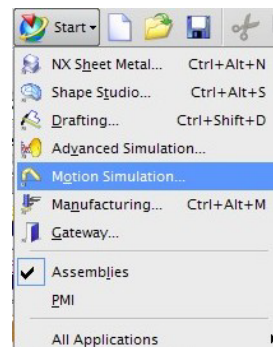 Start
NX Sheet Metal... Ctrl+Alt+N
Shape Studio... Ctrl+Alt+S
Drafting... Ctrl+Shift+D
Advanced Simulation...
Motion Simulation...
Manufacturing... Ctrl+Alt+M
Gateway...
Assemblies
PMI
All Applications